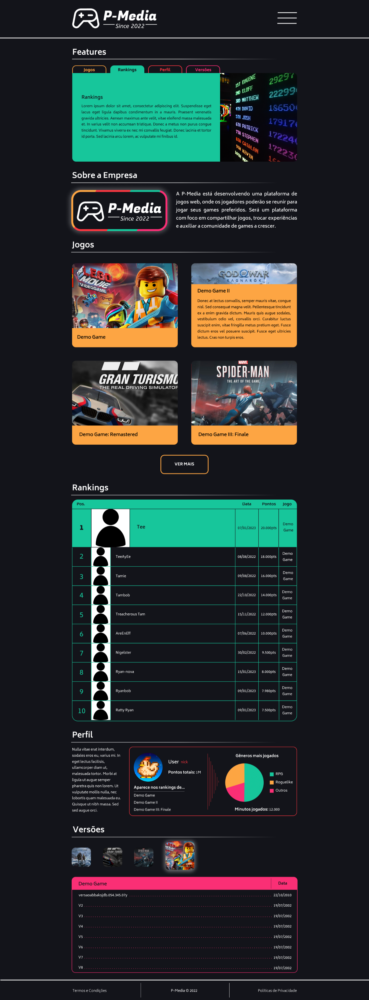 P-Media
Since 2022
Features
Jogos
Rankings
Perfil
Versões
Rankings
Lorem ipsum dolor sit amet, consectetur adipiscing elit. Suspendisse eget
lacus eget ligula dapibus condimentum in a mauris. Praesent venenatis
gravida ultricies. Aenean maximus ante velit, vitae eleifend massa malesuada
et. In varius velit non accumsan tristique. Donec a metus non purus congue
tincidunt. Vivamus viverra ex nec mi convallis feugiat. Donec lacinia et tortor
id porta. Sed lacinia arcu lorem, ac vulputate mi finibus id.
1ST EUGENE 29297
2ND ELOFF 22299
3RD MATTHEW 18650
4TH DAVID 17917
5TH JOSH 17224
6TH PATRICK 17223
7TH STEPHEN
8TH CATALAN
9TH KEVIN
10TH
Sobre a Empresa
P-Media
Since 2022
A P-Media está desenvolvendo uma plataforma de
jogos web, onde os jogadores poderão se reunir para
jogar seus games preferidos. Será um plataforma
com foco em compartilhar jogos, trocar experiências
e auxiliar a comunidade de games a crescer.
Jogos
THE LEGO
MOVIE
VIDEOGAME
Demo Game
GOD OF WAR
RAGNARÖK
Demo Game II
Donec at lectus convallis, semper mauris vitae, congue
nisl. Sed consequat magna velit. Pellentesque tincidunt
ex a enim gravida dictum. Mauris quis augue sodales,
vestibulum odio vel, convallis orci. Curabitur luctus
suscipit enim, vitae fringilla metus pretium eget. Fusce
dictum eros vel posuere suscipit. Fusce eget ultricies
lectus. Cras non turpis eros.
GRAN TURISMO
THE REAL DRIVING SIMULATOR
Demo Game: Remastered
MARVEL
SPIDER-MAN
THE ART OF THE GAME
Demo Game III: Finale
VER MAIS
Rankings
Pos. Data Pontos Jogo
1 Tee 07/01/2023 20.000pts Demo Game
2 TeeAyEe 08/08/2022 18.000pts Demo Game
3 Tamie 09/08/2022 16.000pts Demo Game
4 Tambob 22/10/2022 14.000pts Demo Game
5 Treacherous Tam 15/11/2022 12.000pts Demo Game
6 AreEnEff 07/06/2022 10.000pts Demo Game
7 Nigelster 30/02/2022 9.500pts Demo Game
8 Ryan-nova 15/01/2023 8.000pts Demo Game
9 Ryanbob 09/01/2023 7.980pts Demo Game
10 Ratty Ryan 09/01/2023 7.500pts Demo Game
Perfil
Nulla vitae erat interdum,
sodales eros eu, varius mi. In
eget lectus facilisis,
ullamcorper diam ut,
malesuada tortor. Morbi at
ligula ut augue semper
pharetra quis non lorem. Ut
vulputate mollis nulla, nec
lobortis quam malesuada eu.
Quisque ut nibh massa. Sed
sed augue orci.
User nick
Pontos totais: 1M
Aparece nos rankings de...
Demo Game
Demo Game II
Demo Game III: Finale
Gêneros mais jogados
RPG
Roguelike
Outros
Minutos jogados: 12.000
Versões
GRAN TURIS
SPIDER-MAN
Demo Game Data
versaoabbaksjdb.054.345.07y 22/10/2010
V2 19/07/2002
V3 19/07/2002
V4 19/07/2002
V5 19/07/2002
V6 19/07/2002
V7 19/07/2002
V8 19/07/2002
Termos e Condições
P-Media © 2022
Políticas de Privacidade